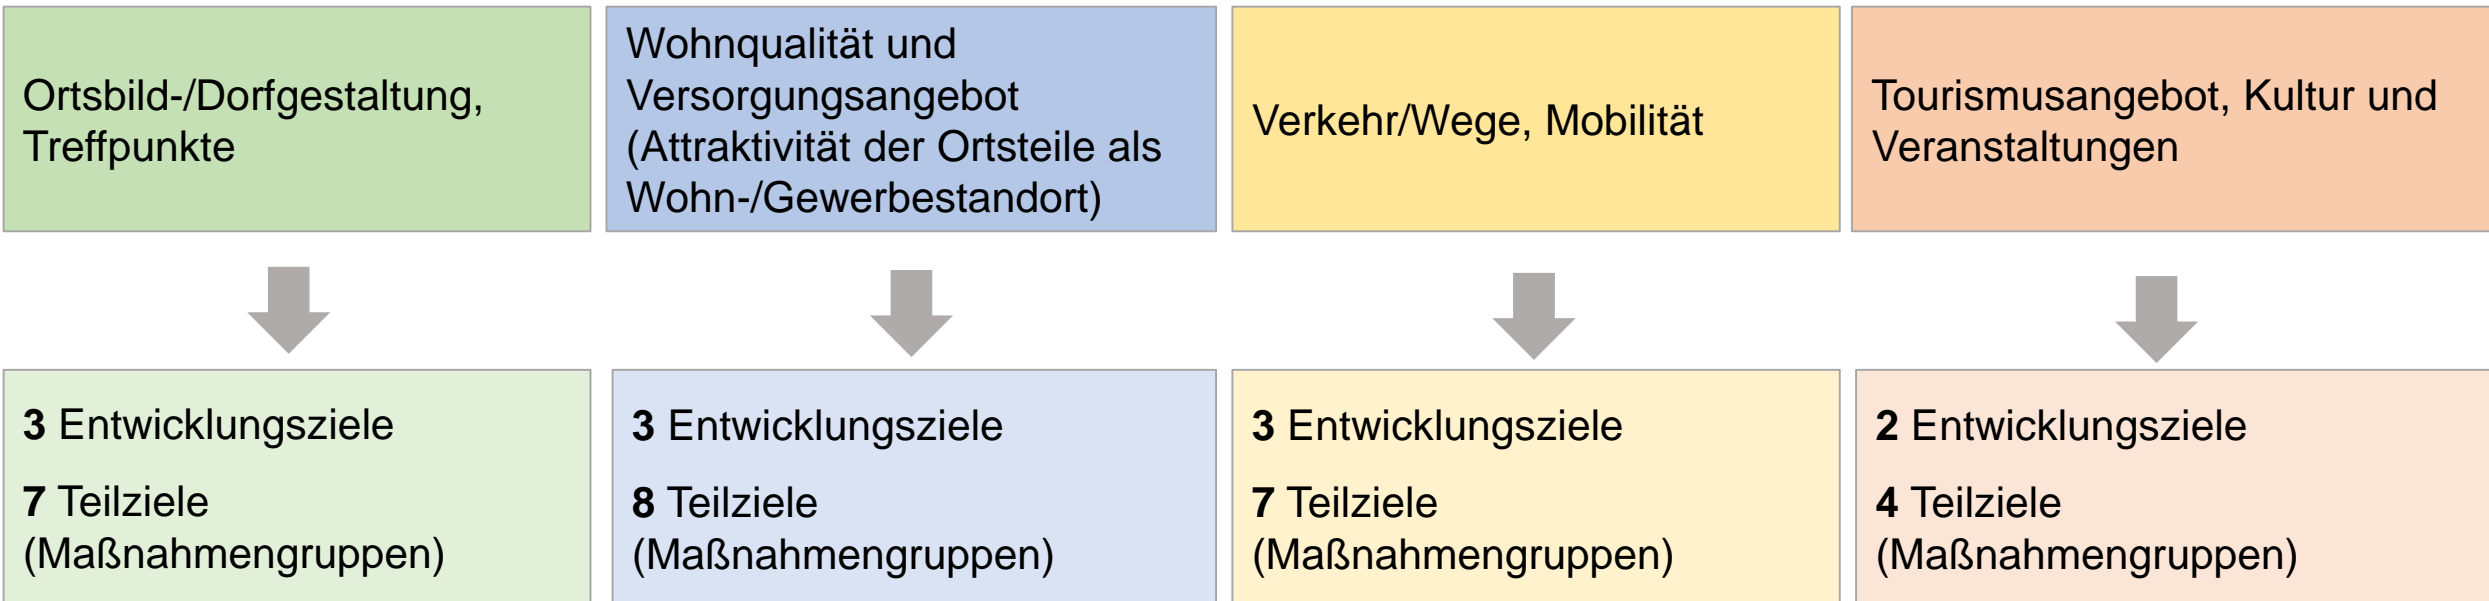 Ortsbild-/Dorfgestaltung,
Treffpunkte
Wohnqualität und
Versorgungsangebot
(Attraktivität der Ortsteile als
Wohn-/Gewerbestandort)
Verkehr/Wege, Mobilität
Tourismusangebot, Kultur und
Veranstaltungen
3 Entwicklungsziele
7 Teilziele
(Maßnahmengruppen)
3 Entwicklungsziele
8 Teilziele
(Maßnahmengruppen)
3 Entwicklungsziele
7 Teilziele
(Maßnahmengruppen)
2 Entwicklungsziele
4 Teilziele
(Maßnahmengruppen)